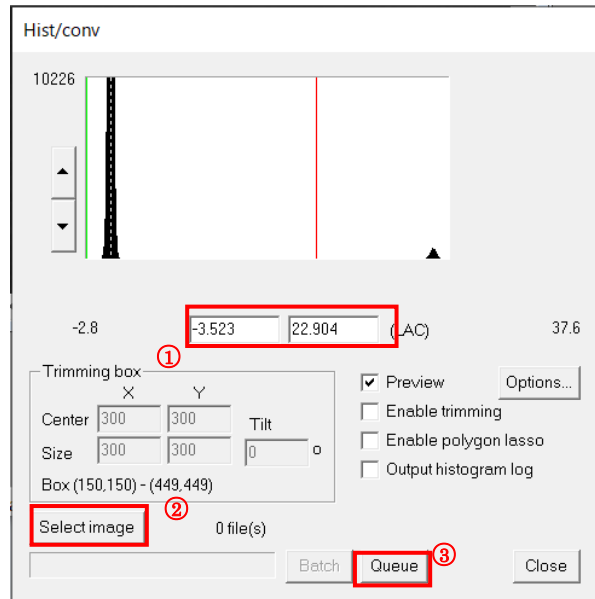 Hist/conv
10226
-2.8 -3.523 22.904 (LAC) 37.6
①
Trimming box
X Y
Center 300 300 Tilt
Size 300 300 0 o
Box (150,150) - (449,449)
Preview Options...
Enable trimming
Enable polygon lasso
Output histogram log
②
Select image 0 file(s)
③
Batch Queue Close